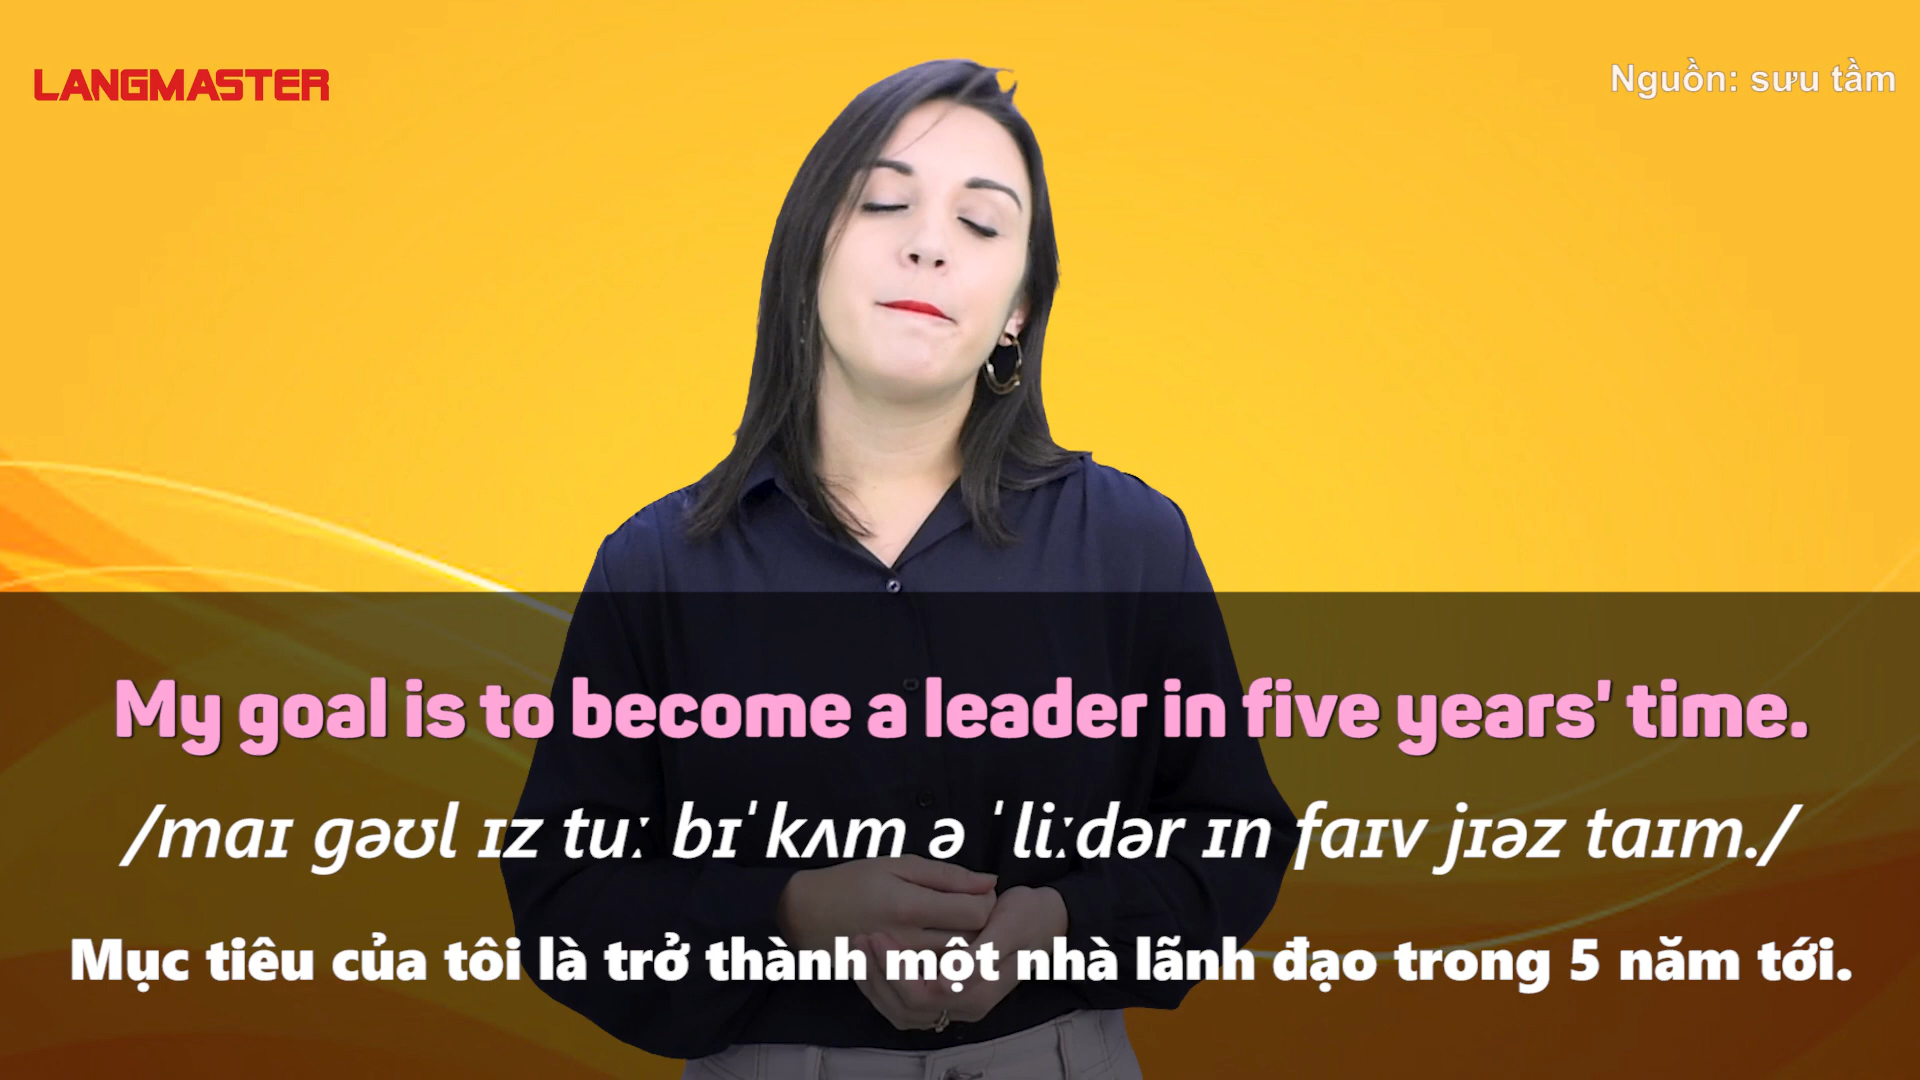 LANGMASTER
Nguồn: sưu tầm
My goal is to become a leader in five years' time.
/maɪ gəʊl ɪz tuː bɪˈkʌm ə ˈliːdər ɪn faɪv jɪəz taɪm./
Mục tiêu của tôi là trở thành một nhà lãnh đạo trong 5 năm tới.